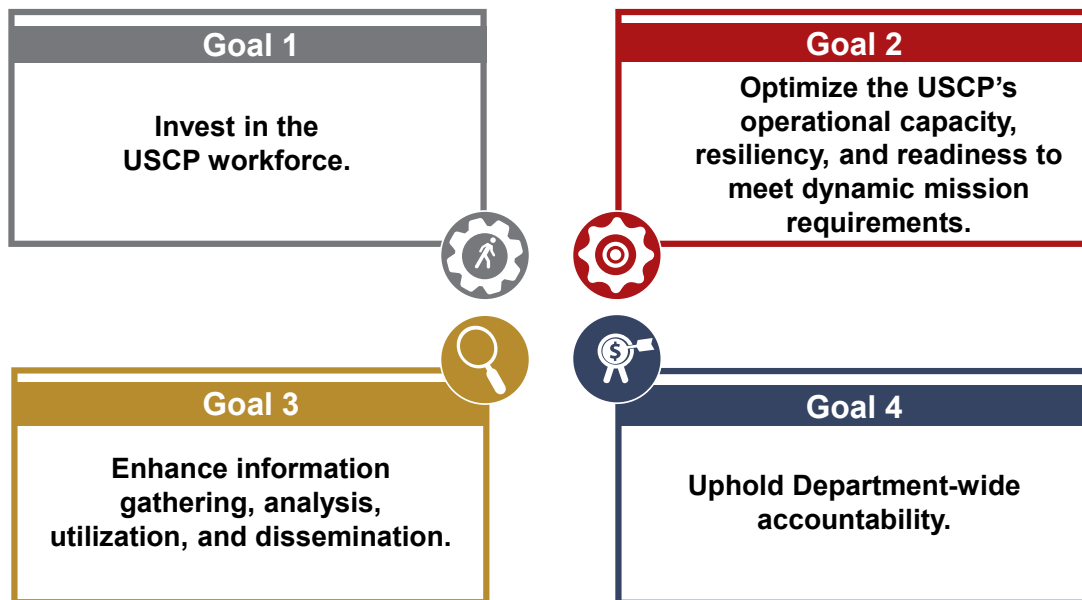 Goal 1
Invest in the
USCP workforce.
Goal 2
Optimize the USCP’s
operational capacity,
resiliency, and readiness to
meet dynamic mission
requirements.
$
Goal 3
Enhance information
gathering, analysis,
utilization, and dissemination.
Goal 4
Uphold Department-wide
accountability.